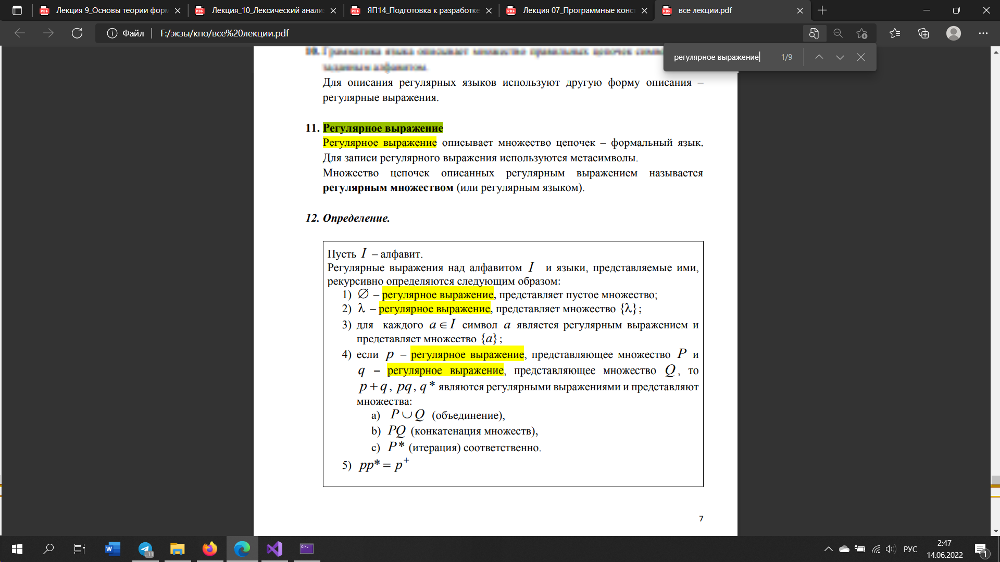 Лекция 9_Основы теории форм
Лекция_10_Лексический анали
ЯП14_Подготовка к разработке
Лекция 07_Программные конст
все лекции.pdf
Файл
F:/экзы/кпо/все%20лекции.pdf
регулярное выражение
1/9
10. Грамматика языка описывает множество правильных цепочек
заданным алфавитом.
Для описания регулярных языков используют другую форму описания –
регулярные выражения.
11. Регулярное выражение
Регулярное выражение описывает множество цепочек – формальный язык.
Для записи регулярного выражения используются метасимволы.
Множество цепочек описанных регулярным выражением называется
регулярным множеством (или регулярным языком).
12. Определение.
Пусть I – алфавит.
Регулярные выражения над алфавитом I и языки, представляемые ими,
рекурсивно определяются следующим образом:
1) ∅ – регулярное выражение, представляет пустое множество;
2) λ – регулярное выражение, представляет множество {λ};
3) для каждого a∈I символ a является регулярным выражением и
представляет множество {a};
4) если p – регулярное выражение, представляющее множество P и
q – регулярное выражение, представляющее множество Q, то
p+q, pq, q* являются регулярными выражениями и представляют
множества:
a) P∪Q (объединение),
b) PQ (конкатенация множеств),
c) P* (итерация) соответственно.
5) pp*=p⁺
7
11
РУС
2:47
14.06.2022
1